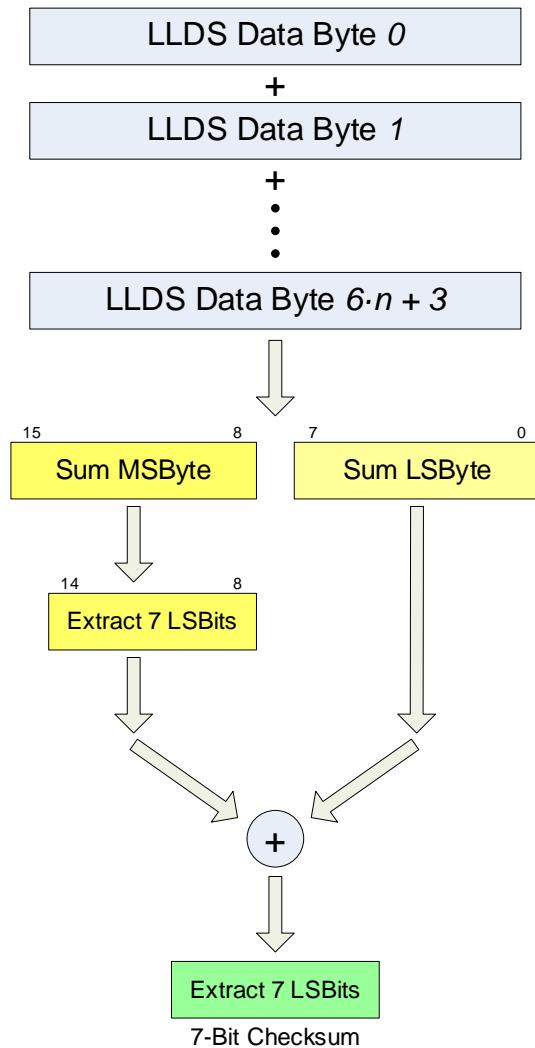 LLDS Data Byte 0
+
LLDS Data Byte 1
+
LLDS Data Byte 6·n + 3
15 8 7 0
Sum MSByte Sum LSByte
14 8
Extract 7 LSBits
+
Extract 7 LSBits
7-Bit Checksum